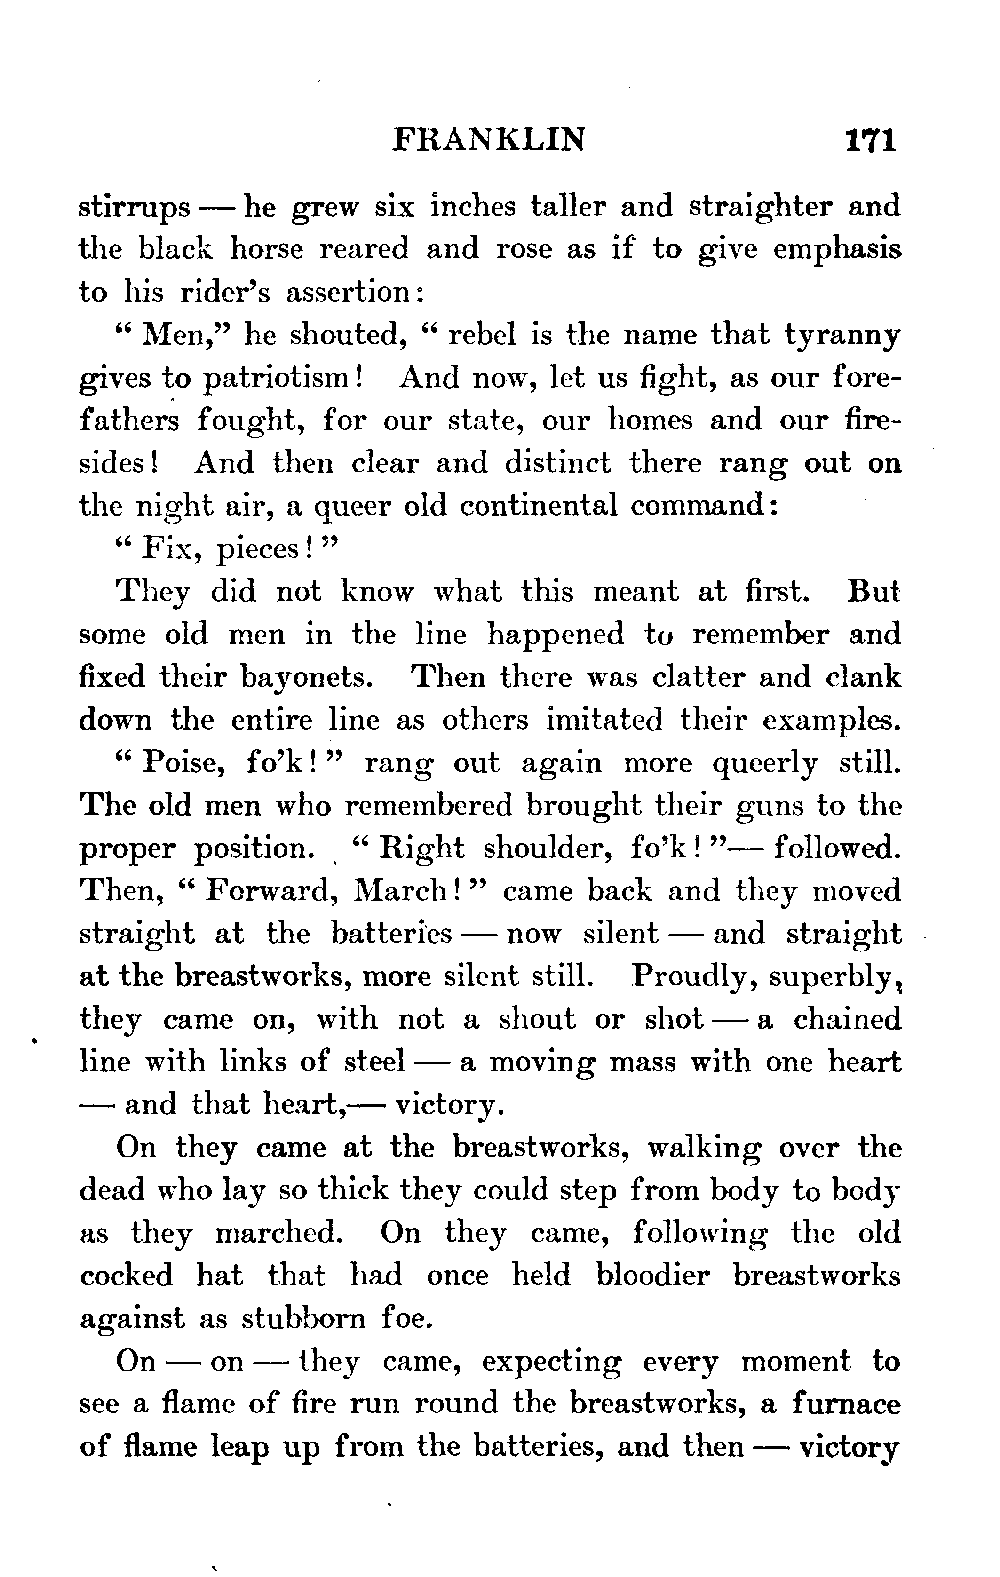 FRANKLIN 171
stirrups — he grew six inches taller and straighter and
the black horse reared and rose as if to give emphasis
to his rider's assertion:
" Men," he shouted, " rebel is the name that tyranny
gives to patriotism! And now, let us fight, as our fore-
fathers fought, for our state, our homes and our fire-
sides! And then clear and distinct there rang out on
the night air, a queer old continental command:
" Fix, pieces! "
They did not know what this meant at first. But
some old men in the line happened to remember and
fixed their bayonets. Then there was clatter and clank
down the entire line as others imitated their examples.
" Poise, fo'k! " rang out again more queerly still.
The old men who remembered brought their guns to the
proper position. " Right shoulder, fo'k! "— followed.
Then, " Forward, March! " came back and they moved
straight at the batteries — now silent — and straight
at the breastworks, more silent still. Proudly, superbly,
they came on, with not a shout or shot — a chained
line with links of steel — a moving mass with one heart
— and that heart,— victory.
On they came at the breastworks, walking over the
dead who lay so thick they could step from body to body
as they marched. On they came, following the old
cocked hat that had once held bloodier breastworks
against as stubborn foe.
On — on — they came, expecting every moment to
see a flame of fire run round the breastworks, a furnace
of flame leap up from the batteries, and then — victory